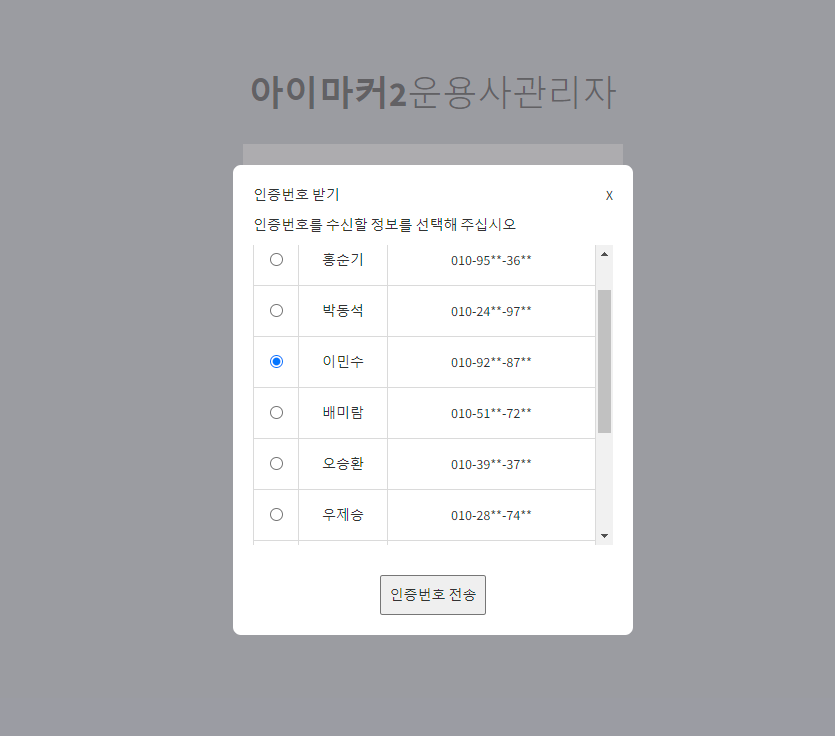 아이마커2운용사관리자
인증번호 받기 X
인증번호를 수신할 정보를 선택해 주십시오
홍순기 010-95**-36**
박동석 010-24**-97**
이민수 010-92**-87**
배미람 010-51**-72**
오승환 010-39**-37**
우제승 010-28**-74**
인증번호 전송